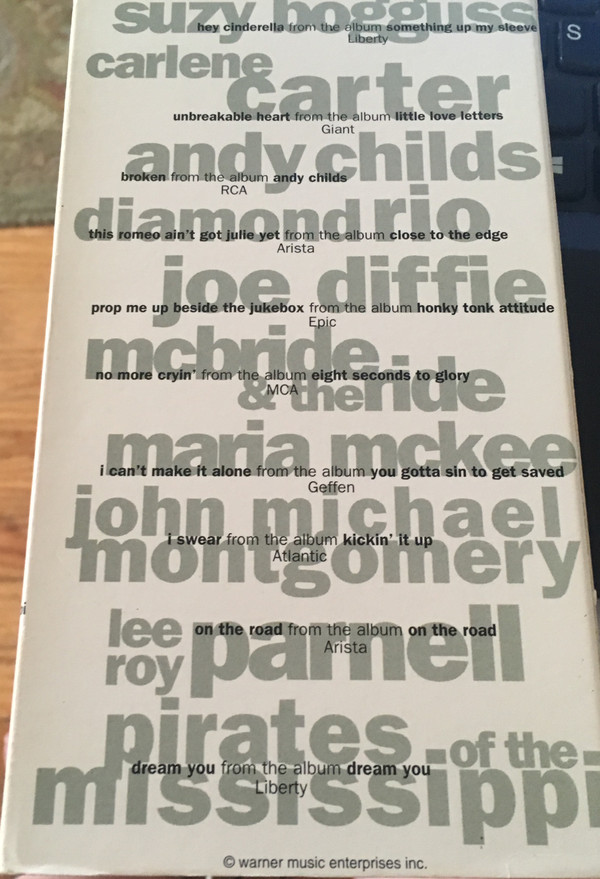 suzy bogguss
hey cinderella from the album something up my sleeve
Liberty
carlene
carter
unbreakable heart from the album little love letters
Giant
andy childs
broken from the album andy childs
RCA
diamond rio
this romeo ain't got julie yet from the album close to the edge
Arista
joe diffie
prop me up beside the jukebox from the album honky tonk attitude
Epic
mcbride
& the ride
no more cryin' from the album eight seconds to glory
MCA
maria mckee
i can't make it alone from the album you gotta sin to get saved
Geffen
john michael
montgomery
i swear from the album kickin' it up
Atlantic
lee
roy parnell
on the road from the album on the road
Arista
pirates of the
mississippi
dream you from the album dream you
Liberty
© warner music enterprises inc.
S